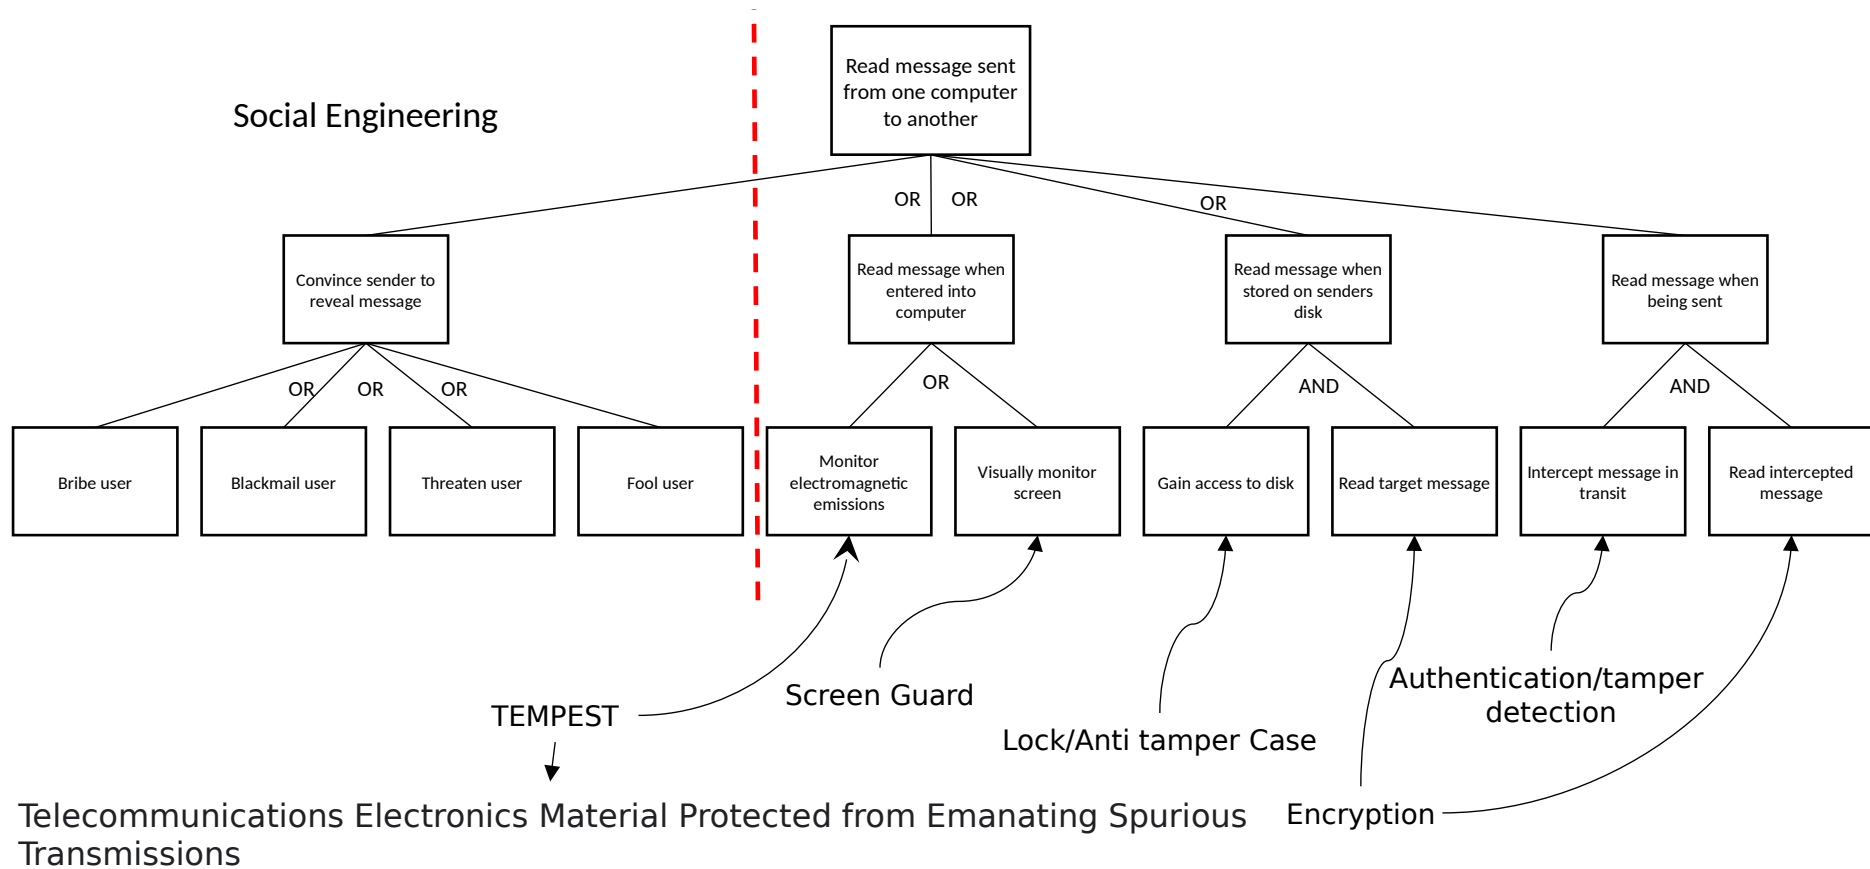 Read message sent
from one computer
to another
Social Engineering
OR
OR
OR
Convince sender to
reveal message
Read message when
entered into
computer
Read message when
stored on senders
disk
Read message when
being sent
OR
OR
OR
OR
AND
AND
Bribe user
Blackmail user
Threaten user
Fool user
Monitor
electromagnetic
emissions
Visually monitor
screen
Gain access to disk
Read target message
Intercept message in
transit
Read intercepted
message
TEMPEST
Screen Guard
Lock/Anti tamper Case
Authentication/tamper
detection
Telecommunications Electronics Material Protected from Emanating Spurious
Transmissions
Encryption